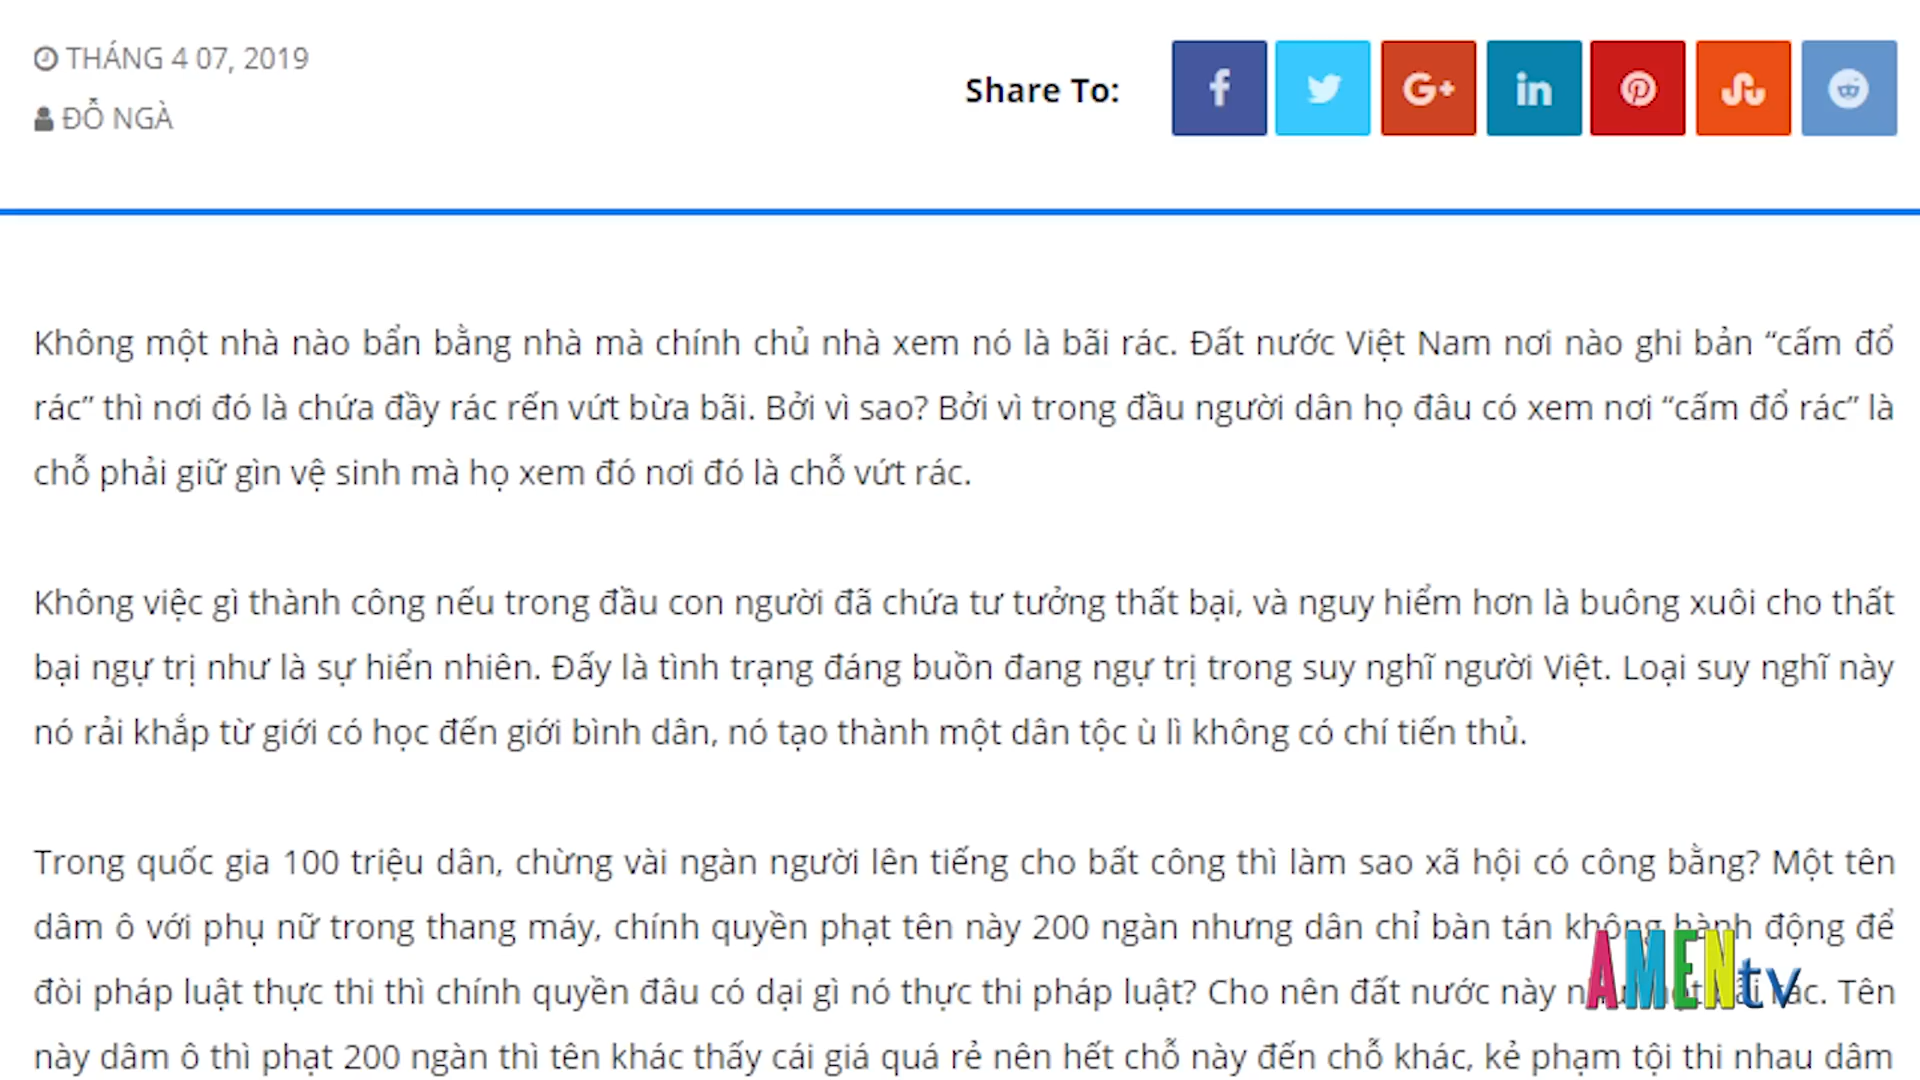 THÁNG 4 07, 2019
ĐỖ NGÀ
Share To:
Không một nhà nào bẩn bằng nhà mà chính chủ nhà xem nó là bãi rác. Đất nước Việt Nam nơi nào ghi bản “cấm đổ
rác” thì nơi đó là chứa đầy rác rến vứt bừa bãi. Bởi vì sao? Bởi vì trong đầu người dân họ đâu có xem nơi “cấm đổ rác” là
chỗ phải giữ gìn vệ sinh mà họ xem đó nơi đó là chỗ vứt rác.
Không việc gì thành công nếu trong đầu con người đã chứa tư tưởng thất bại, và nguy hiểm hơn là buông xuôi cho thất
bại ngự trị như là sự hiển nhiên. Đấy là tình trạng đáng buồn đang ngự trị trong suy nghĩ người Việt. Loại suy nghĩ này
nó rải khắp từ giới có học đến giới bình dân, nó tạo thành một dân tộc ù lì không có chí tiến thủ.
Trong quốc gia 100 triệu dân, chừng vài ngàn người lên tiếng cho bất công thì làm sao xã hội có công bằng? Một tên
dâm ô với phụ nữ trong thang máy, chính quyền phạt tên này 200 ngàn nhưng dân chỉ bàn tán không hành động để
đòi pháp luật thực thi thì chính quyền đâu có dại gì nó thực thi pháp luật? Cho nên đất nước này rác. Tên
này dâm ô thì phạt 200 ngàn thì tên khác thấy cái giá quá rẻ nên hết chỗ này đến chỗ khác, kẻ phạm tội thi nhau dâm
AMENtv